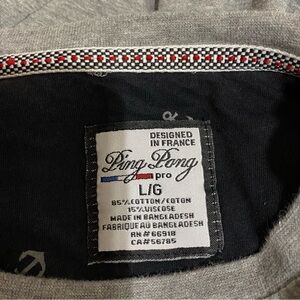 DESIGNED
IN FRANCE
Ping Pong
pro
L/G
85% COTTON/COTON
15% VISCOSE
MADE IN BANGLADESH
FABRIQUE AU BANGLADESH
RN# 66918
CA# 56785